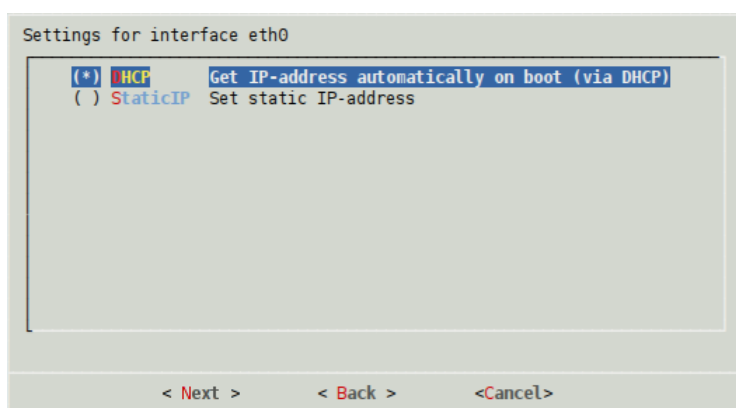 Settings for interface eth0
(*) DHCP Get IP-address automatically on boot (via DHCP)
( ) StaticIP Set static IP-address
< Next > < Back > <Cancel>